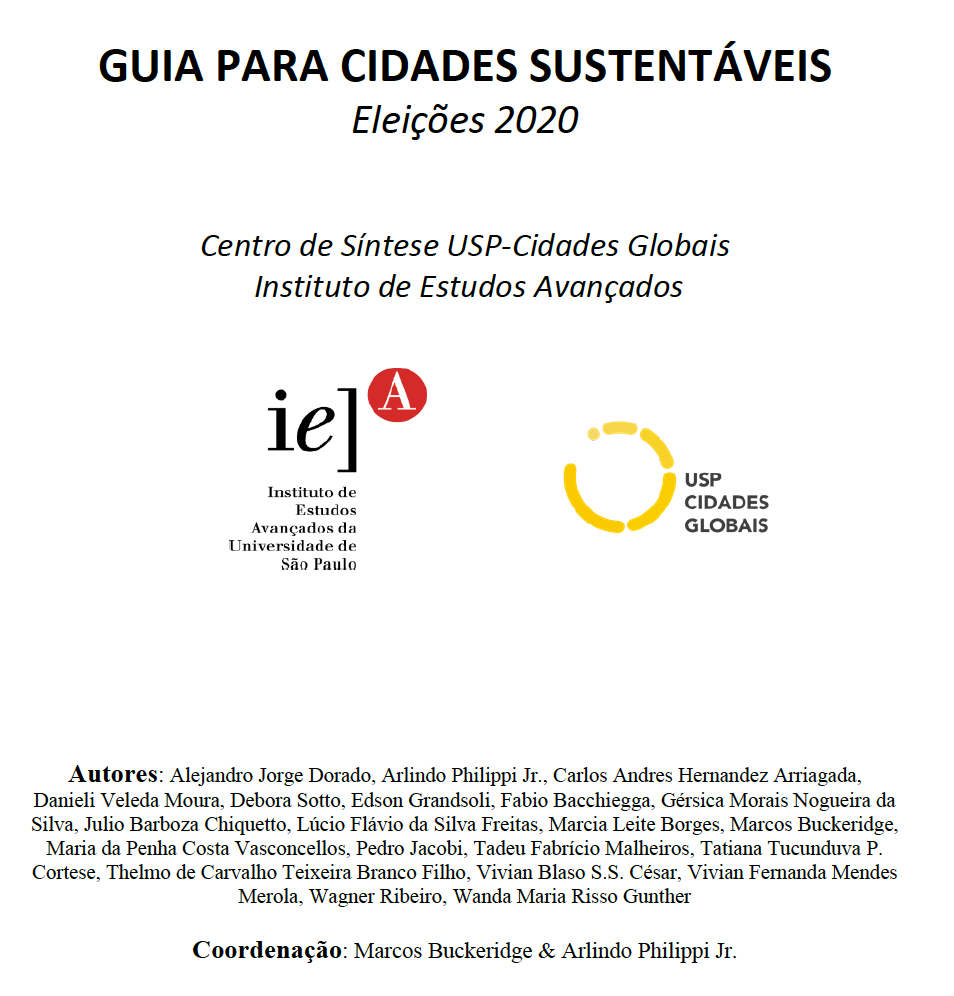 GUIA PARA CIDADES SUSTENTÁVEIS
Eleições 2020
Centro de Síntese USP-Cidades Globais
Instituto de Estudos Avançados
ie] A
Instituto de
Estudos
Avançados da
Universidade de
São Paulo
USP
CIDADES
GLOBAIS
Autores: Alejandro Jorge Dorado, Arlindo Philippi Jr., Carlos Andres Hernandez Arriagada,
Danieli Veleda Moura, Debora Sotto, Edson Grandsoli, Fabio Bacchiegga, Gérsica Morais Nogueira da
Silva, Julio Barboza Chiquetto, Lúcio Flávio da Silva Freitas, Marcia Leite Borges, Marcos Buckeridge,
Maria da Penha Costa Vasconcellos, Pedro Jacobi, Tadeu Fabrício Malheiros, Tatiana Tucunduva P.
Cortese, Thelmo de Carvalho Teixeira Branco Filho, Vivian Blaso S.S. César, Vivian Fernanda Mendes
Merola, Wagner Ribeiro, Wanda Maria Risso Gunther
Coordenação: Marcos Buckeridge & Arlindo Philippi Jr.